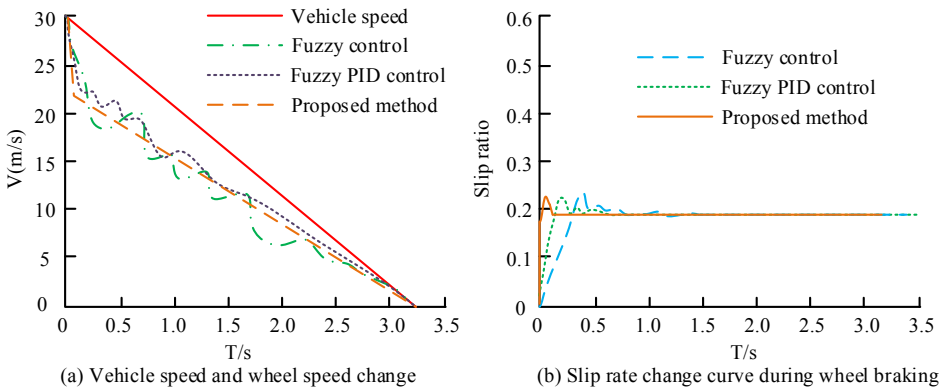 30
25
20
15
10
5
0
V(m/s)
Vehicle speed
Fuzzy control
Fuzzy PID control
Proposed method
0 0.5 1.0 1.5 2.0 2.5 3.0 3.5
T/s
(a) Vehicle speed and wheel speed change
0.6
0.5
0.4
0.3
0.2
0.1
0
Slip ratio
Fuzzy control
Fuzzy PID control
Proposed method
0 0.5 1.0 1.5 2.0 2.5 3.0 3.5
T/s
(b) Slip rate change curve during wheel braking